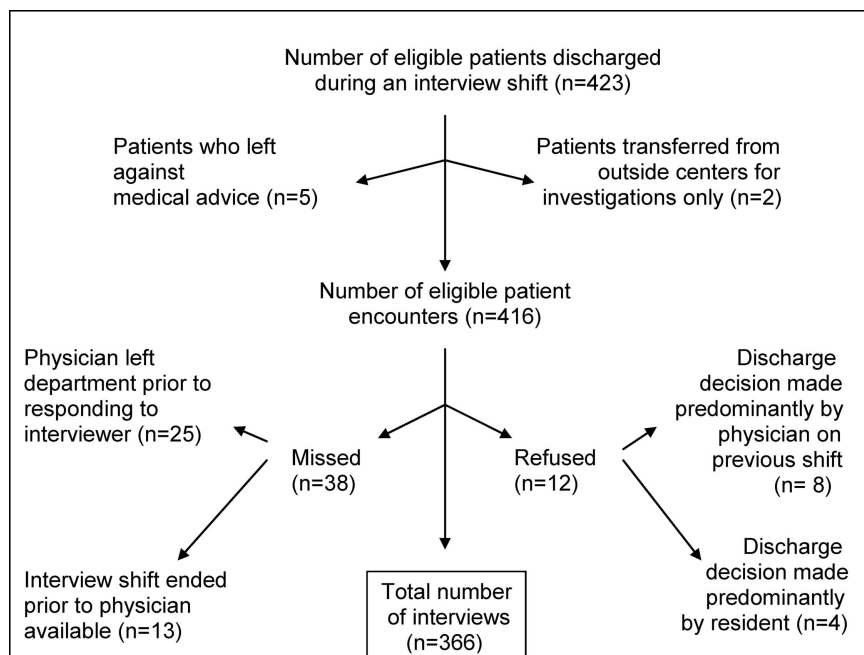 Number of eligible patients discharged
during an interview shift (n=423)
Patients who left
against
medical advice (n=5)
Patients transferred from
outside centers for
investigations only (n=2)
Number of eligible patient
encounters (n=416)
Physician left
department prior to
responding to
interviewer (n=25)
Missed
(n=38)
Refused
(n=12)
Discharge
decision made
predominantly by
physician on
previous shift
(n= 8)
Interview shift ended
prior to physician
available (n=13)
Total number
of interviews
(n=366)
Discharge
decision made
predominantly
by resident (n=4)